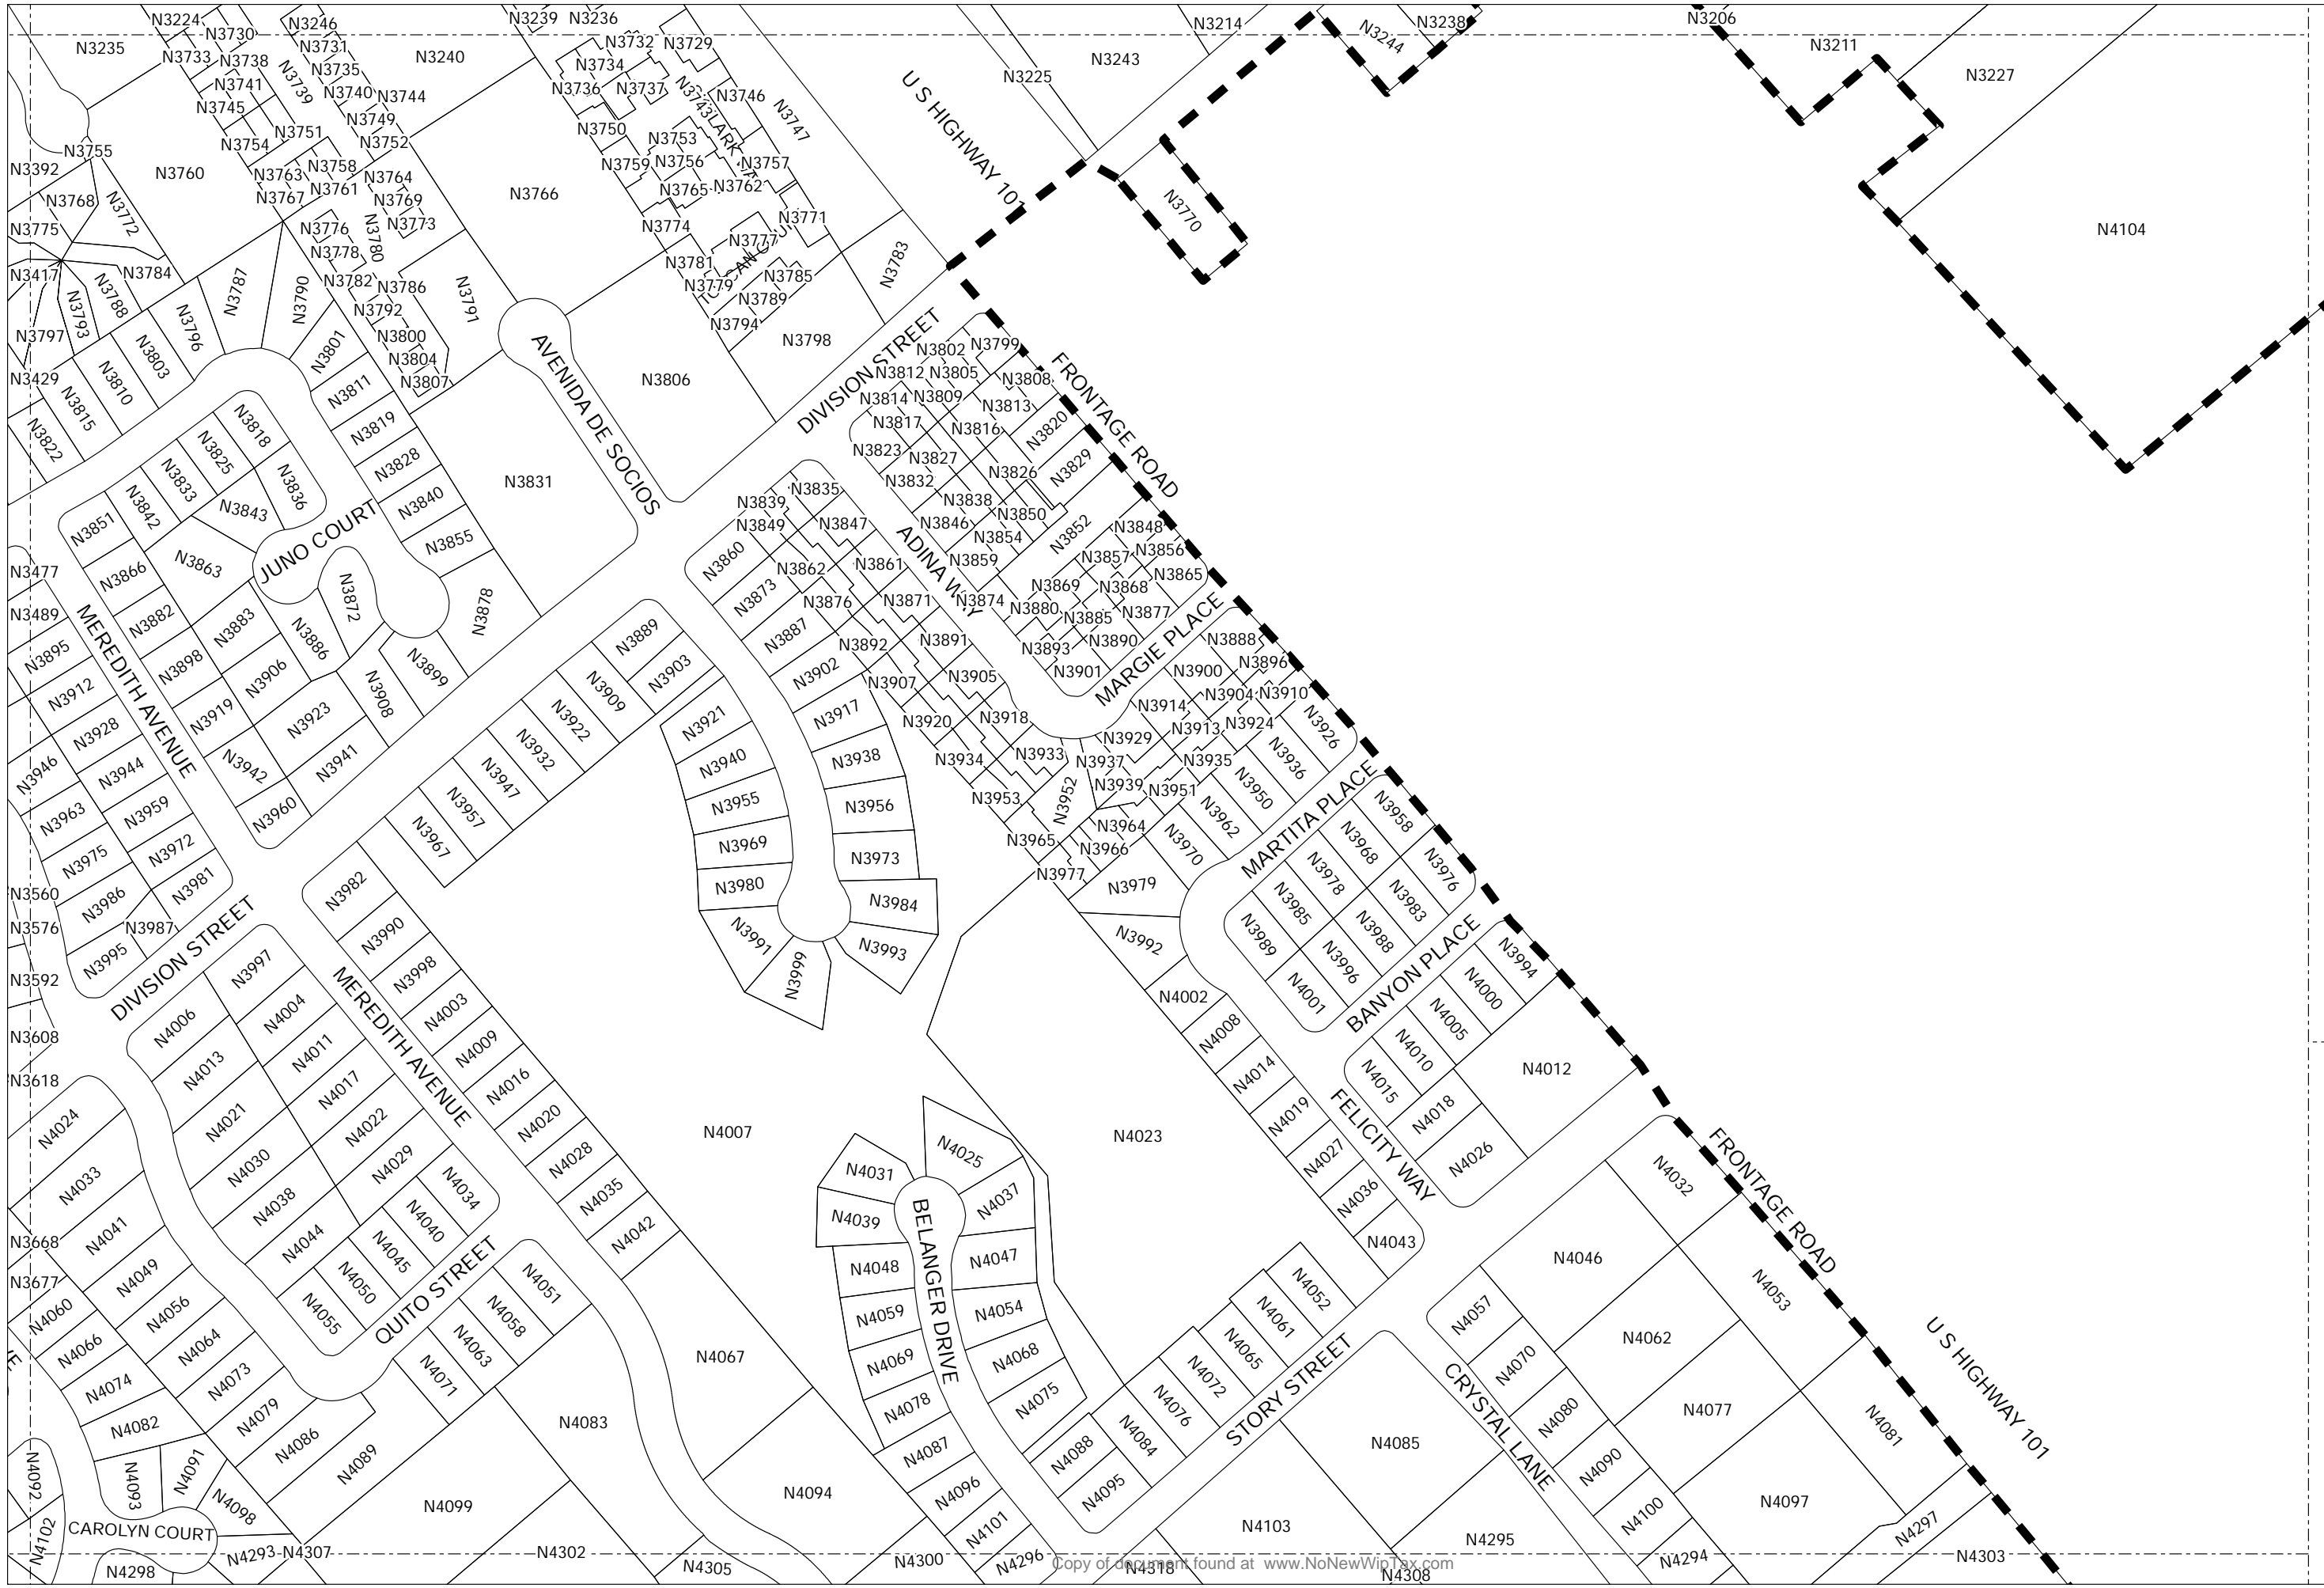 N3224
N3246
N3239
N3236
N3214
N3238
N3206
N3235
N3730
N3731
N3240
N3732
N3729
N3244
N3211
N3733
N3738
N3735
N3734
N3243
N3225
N3227
N3741
N3739
N3740
N3744
N3736
N3737
N3743
N3746
N3747
U S HIGHWAY 101
N3745
N3749
N3750
N3751
N3752
N3753
LARK
N3754
N3755
N3392
N3760
N3763
N3758
N3759
N3756
N3757
N3761
N3764
N3765
N3762
N3766
N3767
N3768
N3769
N3770
N3772
N3773
N3771
N3774
N3775
N3776
N3777
N3778
N3780
N3781
N3783
N4104
N3417
N3784
N3782
N3779
N3785
N3786
N3787
N3788
N3789
N3790
N3791
N3792
N3793
N3794
N3796
N3797
N3798
N3799
N3800
N3801
N3802
N3803
N3804
N3805
N3806
N3807
N3808
N3429
N3810
N3811
N3812
N3809
N3813
N3814
N3815
N3816
N3817
N3818
N3819
N3820
N3822
AVENIDA DE SOCIOS
DIVISION STREET
FRONTAGE ROAD
N3823
N3825
N3826
N3827
N3828
N3829
N3831
N3832
N3833
N3835
N3836
N3838
N3839
N3840
N3842
N3843
N3846
N3847
N3848
N3849
N3850
N3851
N3852
N3854
N3855
N3856
N3857
N3859
N3860
N3861
N3862
N3863
JUNO COURT
ADINA WAY
N3477
N3865
N3866
N3868
N3869
N3871
N3872
N3873
N3874
N3876
N3877
N3878
N3880
N3882
N3883
N3885
N3886
N3887
N3888
N3889
N3489
N3890
N3891
N3892
N3893
N3895
N3896
N3898
N3899
N3900
N3901
N3902
N3903
N3904
N3905
N3906
N3907
N3908
N3909
N3910
MEREDITH AVENUE
MARGIE PLACE
N3912
N3913
N3914
N3917
N3918
N3919
N3920
N3921
N3922
N3923
N3924
N3926
N3928
N3929
N3932
N3933
N3934
N3935
N3936
N3937
N3938
N3939
N3940
N3941
N3942
N3944
N3946
N3947
N3950
N3951
N3952
N3953
N3955
N3956
N3957
N3958
N3959
N3960
N3962
N3963
N3964
N3965
N3966
N3967
N3968
N3969
N3970
N3972
N3973
N3975
N3976
N3977
N3978
N3979
N3980
N3981
N3982
N3983
N3984
N3985
N3986
N3987
N3988
N3989
N3990
N3991
N3992
N3993
N3994
N3995
N3996
N3997
N3998
N3999
MARTITA PLACE
BANYON PLACE
DIVISION STREET
MEREDITH AVENUE
N3560
N3576
N3592
N3608
N3618
N4000
N4001
N4002
N4003
N4004
N4005
N4006
N4007
N4008
N4009
N4010
N4011
N4012
N4013
N4014
N4015
N4016
N4017
N4018
N4019
N4020
N4021
N4022
N4023
N4024
N4025
N4026
N4027
N4028
N4029
N4030
N4031
N4032
N4033
N4034
N4035
N4036
N4037
N4038
N4039
N4040
N4041
N4042
N4043
N4044
N4045
N4046
N4047
N4048
N4049
N4050
N4051
N4052
N4053
N4054
N4055
N4056
N4057
N4058
N4059
N4060
FELICITY WAY
FRONTAGE ROAD
BELANGER DRIVE
QUITO STREET
N3668
N3677
N4061
N4062
N4063
N4064
N4065
N4066
N4067
N4068
N4069
N4070
N4071
N4072
N4073
N4074
N4075
N4076
N4077
N4078
N4079
N4080
N4081
N4082
N4083
N4084
N4085
N4086
N4087
N4088
N4089
N4090
N4091
N4092
N4093
N4094
N4095
N4096
N4097
N4098
N4099
N4100
N4101
N4102
N4103
STORY STREET
CRYSTAL LANE
U S HIGHWAY 101
CAROLYN COURT
N4293
N4307
N4302
N4305
N4300
N4296
N4318
N4308
N4295
N4294
N4297
N4303
N4298
Copy of document found at www.NoNewWipTax.com